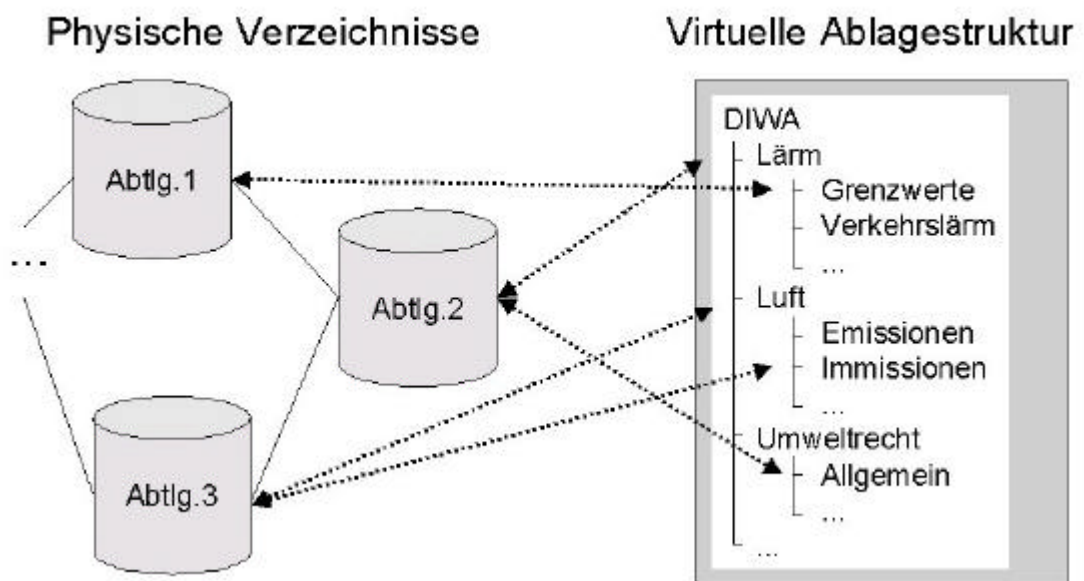 Physische Verzeichnisse
Virtuelle Ablagestruktur
Abtlg.1
...
Abtlg.2
Abtlg.3
DIWA
Lärm
Grenzwerte
Verkehrslärm
...
Luft
Emissionen
Immissionen
...
Umweltrecht
Allgemein
...
...